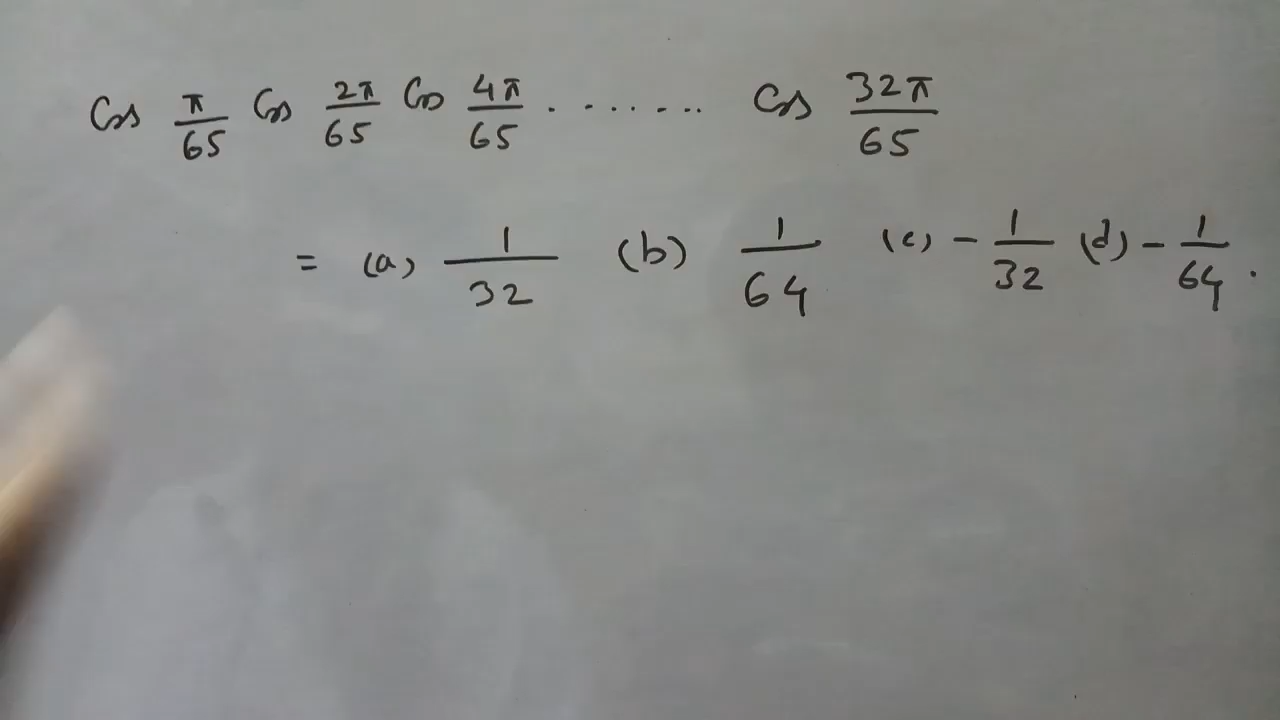 Cos π/65 Cos 2π/65 Cos 4π/65 ........ Cos 32π/65
= (a) 1/32 (b) 1/64 (c) - 1/32 (d) - 1/64 .